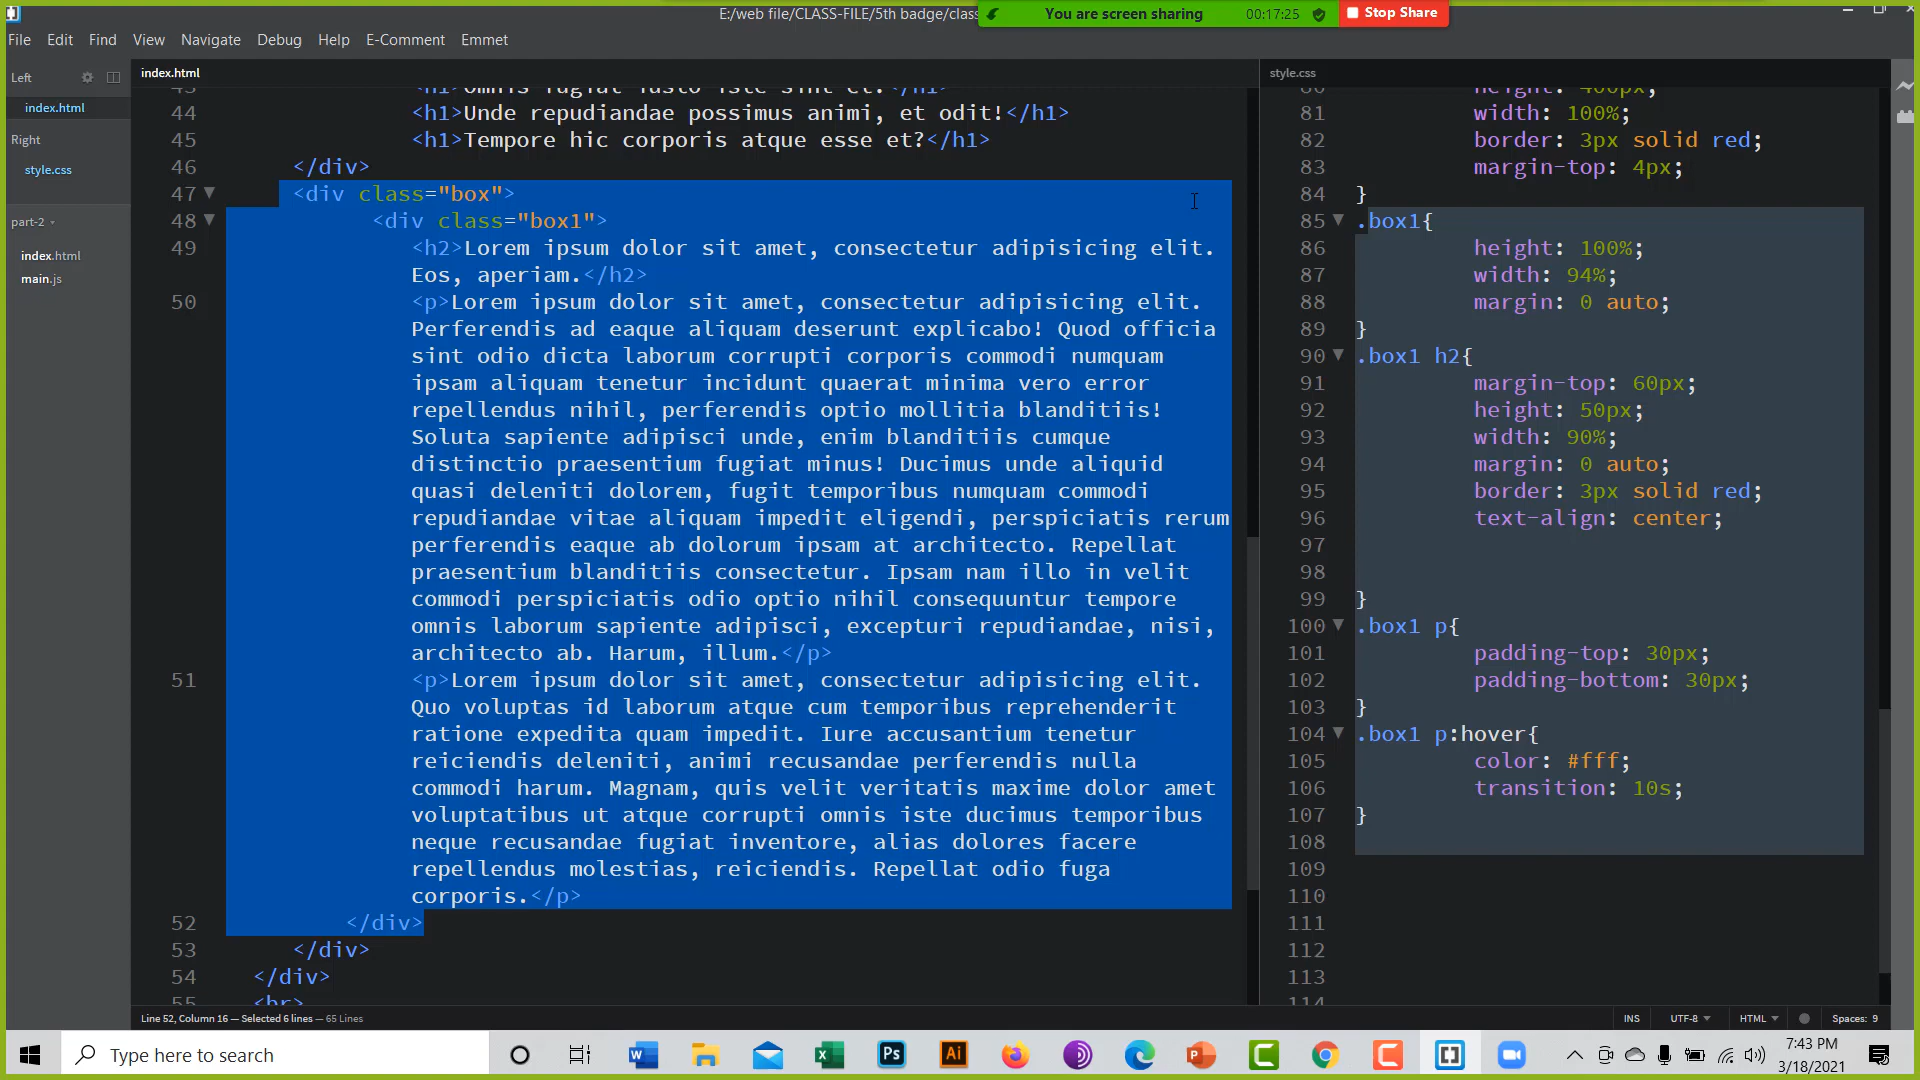 E:/web file/CLASS-FILE/5th badge/class
You are screen sharing 00:17:25 Stop Share
File Edit Find View Navigate Debug Help E-Comment Emmet
Left
index.html
Right
style.css
part-2
index.html
main.js
index.html
43 <h1>Omnis fugiat iusto iste sint et.</h1>
44 <h1>Unde repudiandae possimus animi, et odit!</h1>
45 <h1>Tempore hic corporis atque esse et?</h1>
46 </div>
47 <div class="box">
48 <div class="box1">
49 <h2>Lorem ipsum dolor sit amet, consectetur adipisicing elit.
Eos, aperiam.</h2>
50 <p>Lorem ipsum dolor sit amet, consectetur adipisicing elit.
Perferendis ad eaque aliquam deserunt explicabo! Quod officia
sint odio dicta laborum corrupti corporis commodi numquam
ipsam aliquam tenetur incidunt quaerat minima vero error
repellendus nihil, perferendis optio mollitia blanditiis!
Soluta sapiente adipisci unde, enim blanditiis cumque
distinctio praesentium fugiat minus! Ducimus unde aliquid
quasi deleniti dolorem, fugit temporibus numquam commodi
repudiandae vitae aliquam impedit eligendi, perspiciatis rerum
perferendis eaque ab dolorum ipsam at architecto. Repellat
praesentium blanditiis consectetur. Ipsam nam illo in velit
commodi perspiciatis odio optio nihil consequuntur tempore
omnis laborum sapiente adipisci, excepturi repudiandae, nisi,
architecto ab. Harum, illum.</p>
51 <p>Lorem ipsum dolor sit amet, consectetur adipisicing elit.
Quo voluptas id laborum atque cum temporibus reprehenderit
ratione expedita quam impedit. Iure accusantium tenetur
reiciendis deleniti, animi recusandae perferendis nulla
commodi harum. Magnam, quis velit veritatis maxime dolor amet
voluptatibus ut atque corrupti omnis iste ducimus temporibus
neque recusandae fugiat inventore, alias dolores facere
repellendus molestias, reiciendis. Repellat odio fuga
corporis.</p>
52 </div>
53 </div>
54 </div>
55 <br>
style.css
80 height: 400px;
81 width: 100%;
82 border: 3px solid red;
83 margin-top: 4px;
84 }
85 .box1{
86 height: 100%;
87 width: 94%;
88 margin: 0 auto;
89 }
90 .box1 h2{
91 margin-top: 60px;
92 height: 50px;
93 width: 90%;
94 margin: 0 auto;
95 border: 3px solid red;
96 text-align: center;
97
98
99 }
100 .box1 p{
101 padding-top: 30px;
102 padding-bottom: 30px;
103 }
104 .box1 p:hover{
105 color: #fff;
106 transition: 10s;
107 }
108
109
110
111
112
113
114
Line 52, Column 16 — Selected 6 lines — 65 Lines
INS UTF-8 HTML Spaces: 9
Type here to search
7:43 PM
3/18/2021